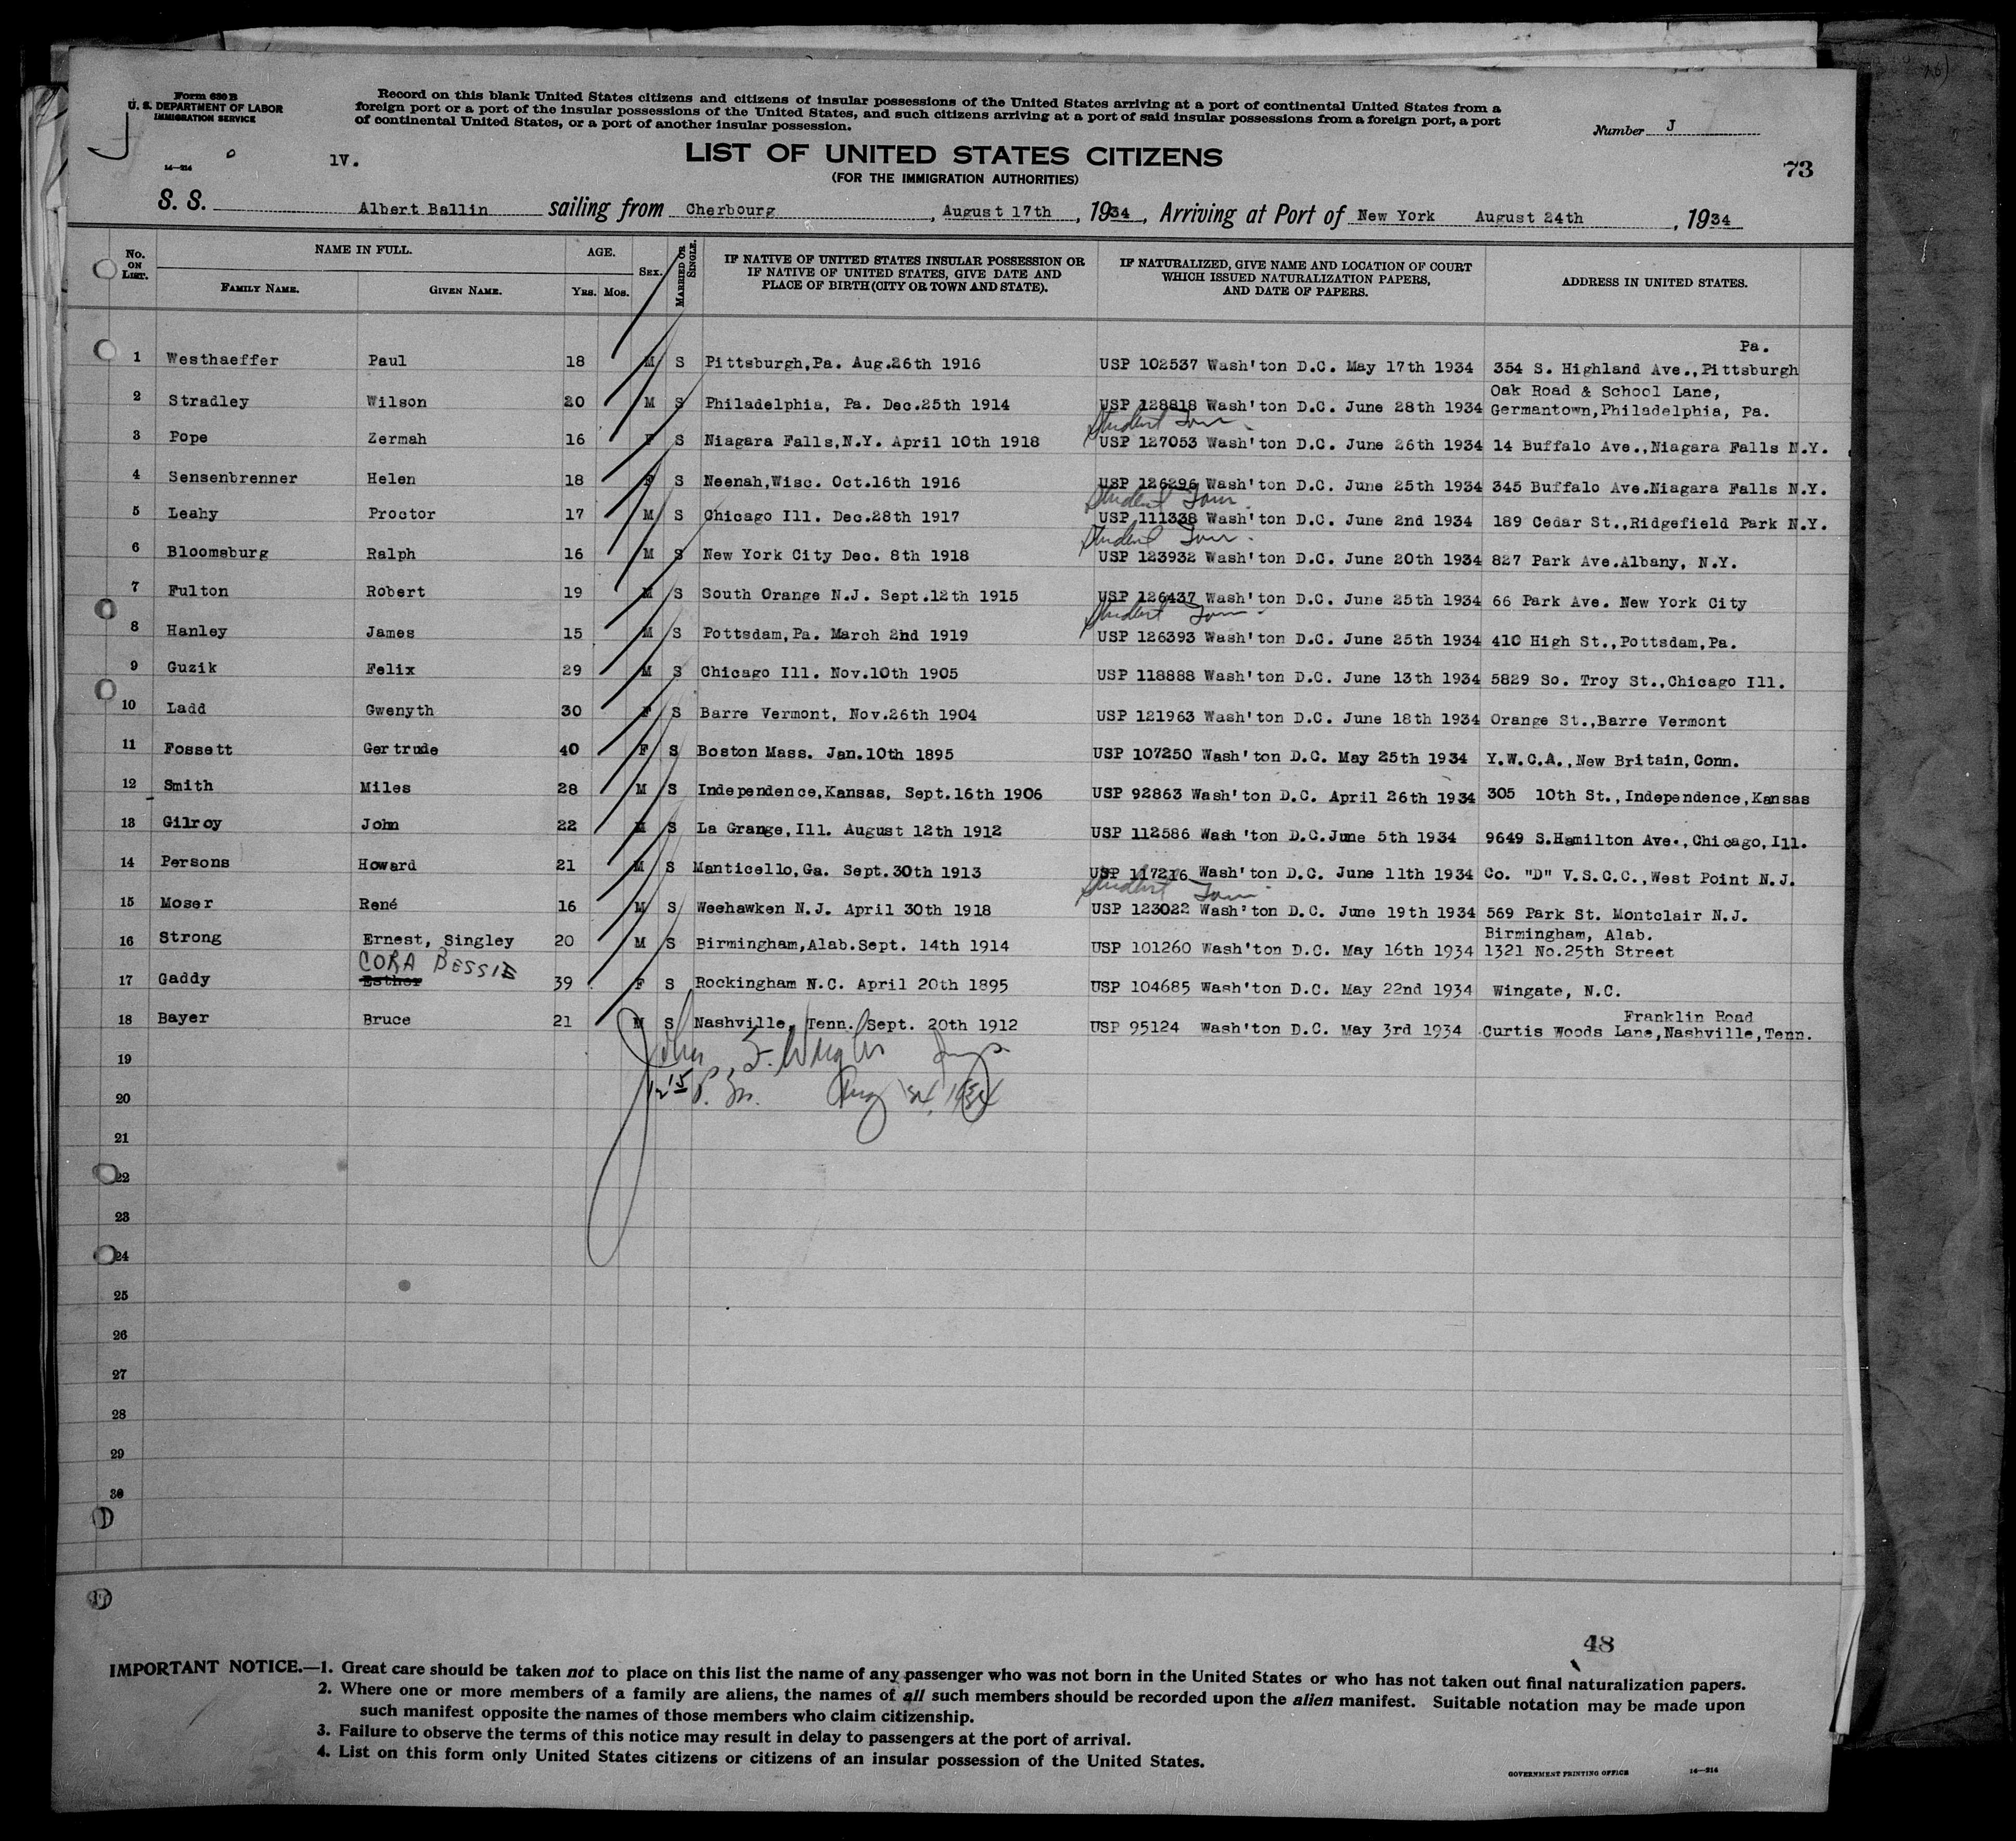 Form 630 B
U. S. DEPARTMENT OF LABOR
IMMIGRATION SERVICE
14—214
1V.
Record on this blank United States citizens and citizens of insular possessions of the United States arriving at a port of continental United States from a
foreign port or a port of the insular possessions of the United States, and such citizens arriving at a port of said insular possessions from a foreign port, a port
of continental United States, or a port of another insular possession.
Number J
LIST OF UNITED STATES CITIZENS
(FOR THE IMMIGRATION AUTHORITIES)
73
S. S. Albert Ballin sailing from Cherbourg, August 17th, 1934, Arriving at Port of New York August 24th, 1934
No. ON LIST. NAME IN FULL. FAMILY NAME. GIVEN NAME. AGE. YRS. MOS. SEX. MARRIED OR SINGLE. IF NATIVE OF UNITED STATES INSULAR POSSESSION OR IF NATIVE OF UNITED STATES, GIVE DATE AND PLACE OF BIRTH (CITY OR TOWN AND STATE). IF NATURALIZED, GIVE NAME AND LOCATION OF COURT WHICH ISSUED NATURALIZATION PAPERS, AND DATE OF PAPERS. ADDRESS IN UNITED STATES.
Pa.
1 Westhaeffer Paul 18 M S Pittsburgh,Pa. Aug.26th 1916 USP 102537 Wash'ton D.C. May 17th 1934 354 S. Highland Ave.,Pittsburgh
Oak Road & School Lane,
2 Stradley Wilson 20 M S Philadelphia, Pa. Dec.25th 1914 USP 128818 Wash'ton D.C. June 28th 1934 Germantown,Philadelphia, Pa.
Student Tour
3 Pope Zermah 16 F S Niagara Falls,N.Y. April 10th 1918 USP 127053 Wash'ton D.C. June 26th 1934 14 Buffalo Ave.,Niagara Falls N.Y.
4 Sensenbrenner Helen 18 F S Neenah,Wisc. Oct.16th 1916 USP 126296 Wash'ton D.C. June 25th 1934 345 Buffalo Ave.Niagara Falls N.Y.
Student Tour
5 Leahy Proctor 17 M S Chicago Ill. Dec.28th 1917 USP 111338 Wash'ton D.C. June 2nd 1934 189 Cedar St.,Ridgefield Park N.Y.
Student Tour
6 Bloomsburg Ralph 16 M S New York City Dec. 8th 1918 USP 123932 Wash'ton D.C. June 20th 1934 827 Park Ave.Albany, N.Y.
7 Fulton Robert 19 M S South Orange N.J. Sept.12th 1915 USP 126437 Wash'ton D.C. June 25th 1934 66 Park Ave. New York City
Student Tour
8 Hanley James 15 M S Pottsdam,Pa. March 2nd 1919 USP 126393 Wash'ton D.C. June 25th 1934 410 High St.,Pottsdam,Pa.
9 Guzik Felix 29 M S Chicago Ill. Nov.10th 1905 USP 118888 Wash'ton D.C. June 13th 1934 5829 So. Troy St.,Chicago Ill.
10 Ladd Gwenyth 30 F S Barre Vermont, Nov.26th 1904 USP 121963 Wash'ton D.C. June 18th 1934 Orange St.,Barre Vermont
11 Fossett Gertrude 40 F S Boston Mass. Jan.10th 1895 USP 107250 Wash'ton D.C. May 25th 1934 Y.W.C.A.,New Britain,Conn.
12 Smith Miles 28 M S Independence,Kansas, Sept.16th 1906 USP 92863 Wash'ton D.C. April 26th 1934 305 10th St.,Independence,Kansas
13 Gilroy John 22 M S La Grange,Ill. August 12th 1912 USP 112586 Wash'ton D.C.June 5th 1934 9649 S.Hamilton Ave.,Chicago,Ill.
14 Persons Howard 21 M S Manticello,Ga. Sept.30th 1913 USP 117216 Wash'ton D.C. June 11th 1934 Co. "D" V.S.C.C.,West Point N.J.
Student Tour
15 Moser René 16 M S Weehawken N.J. April 30th 1918 USP 123022 Wash'ton D.C. June 19th 1934 569 Park St. Montclair N.J.
Birmingham, Alab.
16 Strong Ernest, Singley 20 M S Birmingham,Alab.Sept. 14th 1914 USP 101260 Wash'ton D.C. May 16th 1934 1321 No.25th Street
CORA BESSIE
17 Gaddy Esther 39 F S Rockingham N.C. April 20th 1895 USP 104685 Wash'ton D.C. May 22nd 1934 Wingate, N.C.
Franklin Road
18 Bayer Bruce 21 M S Nashville, Tenn. Sept. 20th 1912 USP 95124 Wash'ton D.C. May 3rd 1934 Curtis Woods Lane,Nashville,Tenn.
19 John
20 12 15 P.M. Aug 24, 1934
21
22
23
24
25
26
27
28
29
30
48
IMPORTANT NOTICE.—1. Great care should be taken not to place on this list the name of any passenger who was not born in the United States or who has not taken out final naturalization papers.
2. Where one or more members of a family are aliens, the names of all such members should be recorded upon the alien manifest. Suitable notation may be made upon
such manifest opposite the names of those members who claim citizenship.
3. Failure to observe the terms of this notice may result in delay to passengers at the port of arrival.
4. List on this form only United States citizens or citizens of an insular possession of the United States.
GOVERNMENT PRINTING OFFICE 14—214